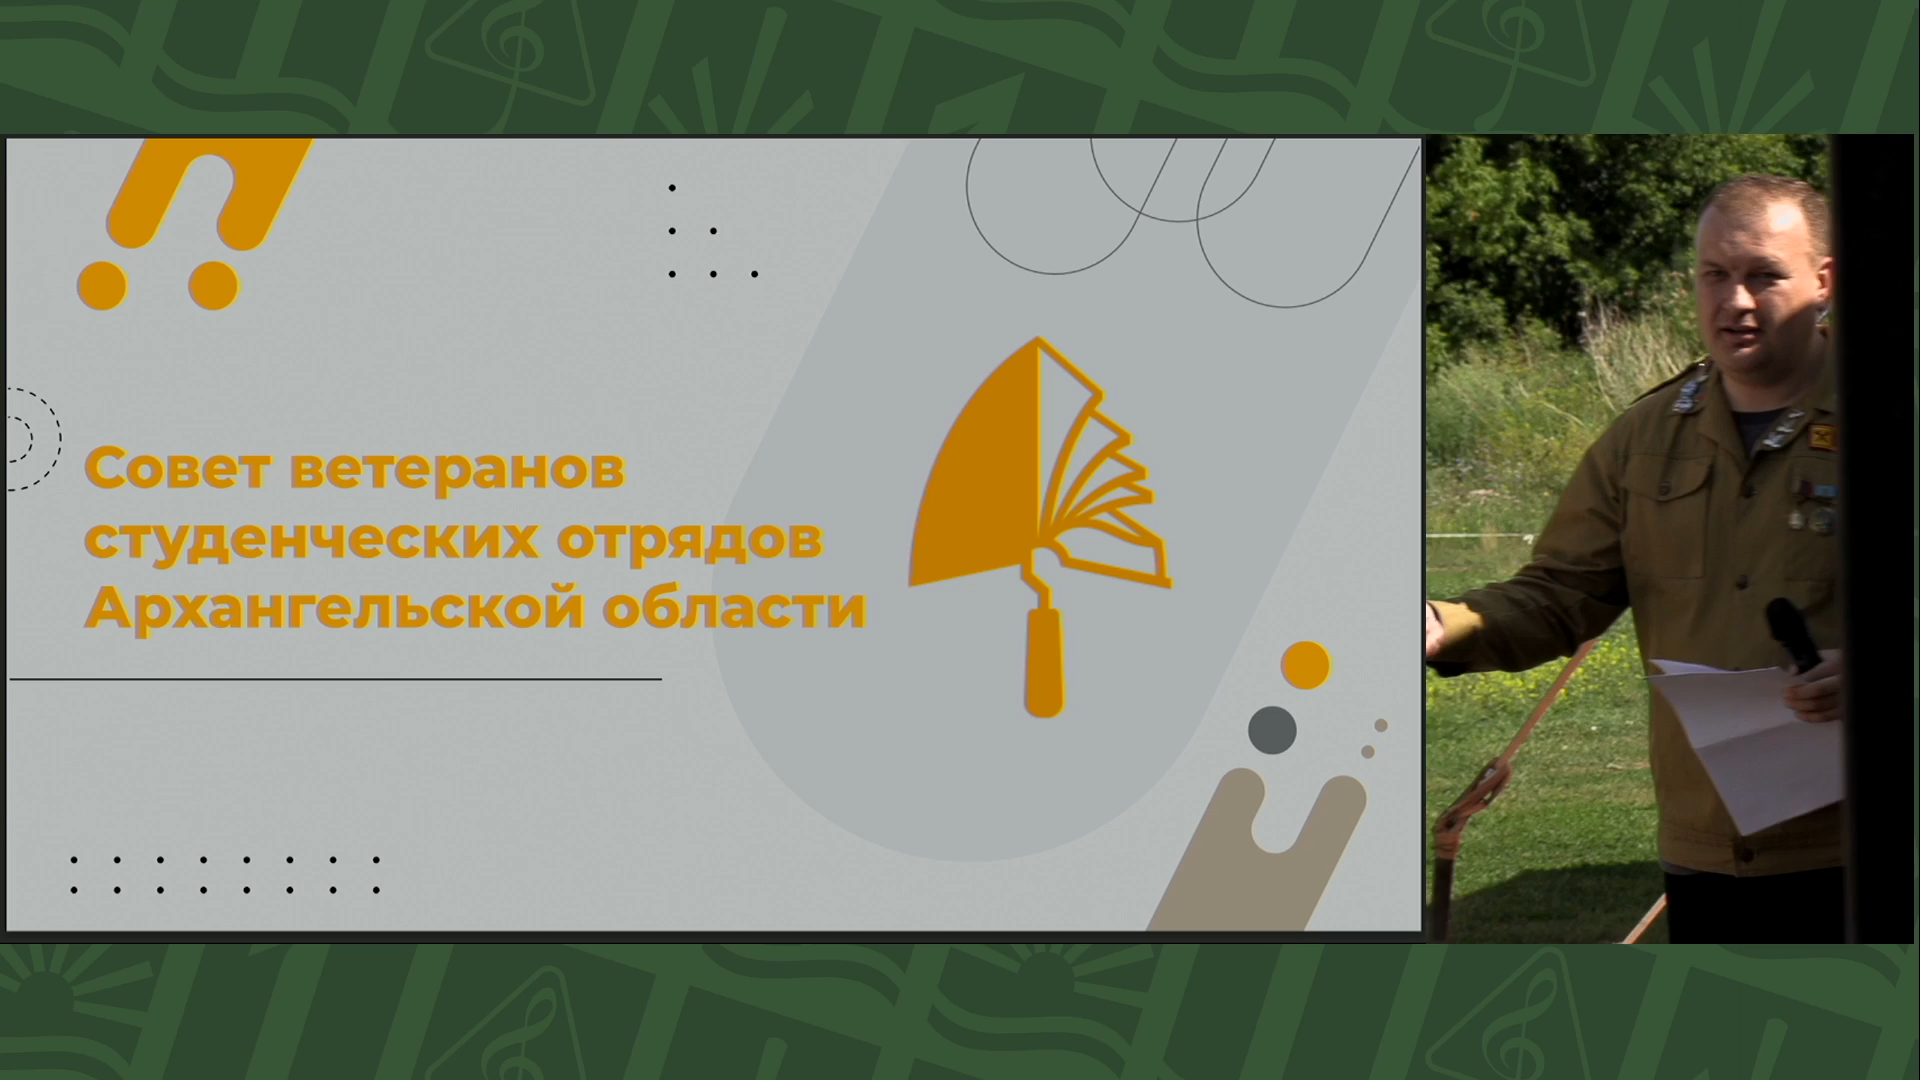 Совет ветеранов
студенческих отрядов
Архангельской области